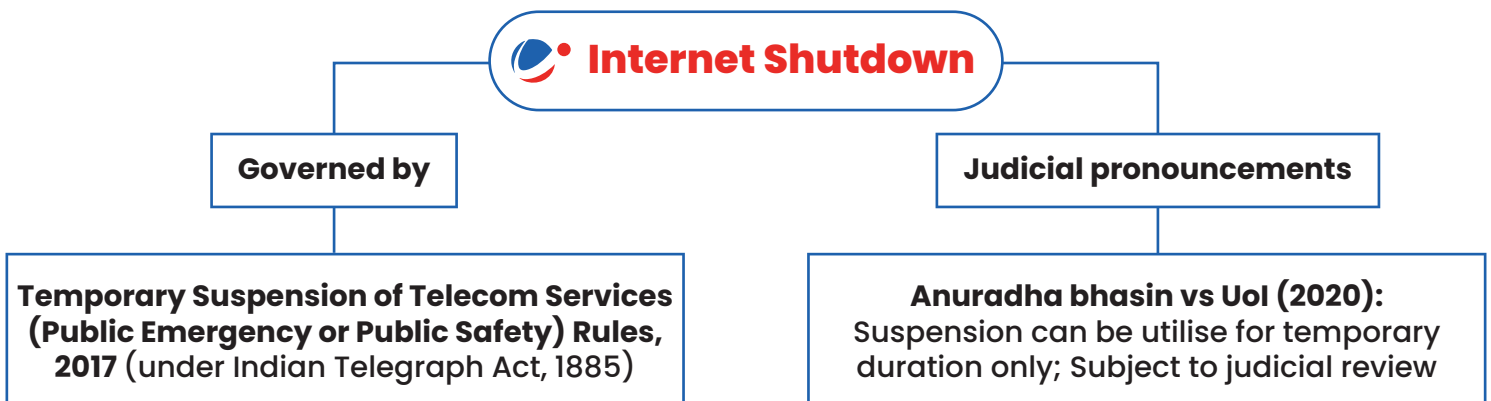 Internet Shutdown
Governed by
Judicial pronouncements
Temporary Suspension of Telecom Services
(Public Emergency or Public Safety) Rules,
2017 (under Indian Telegraph Act, 1885)
Anuradha bhasin vs UoI (2020):
Suspension can be utilise for temporary
duration only; Subject to judicial review